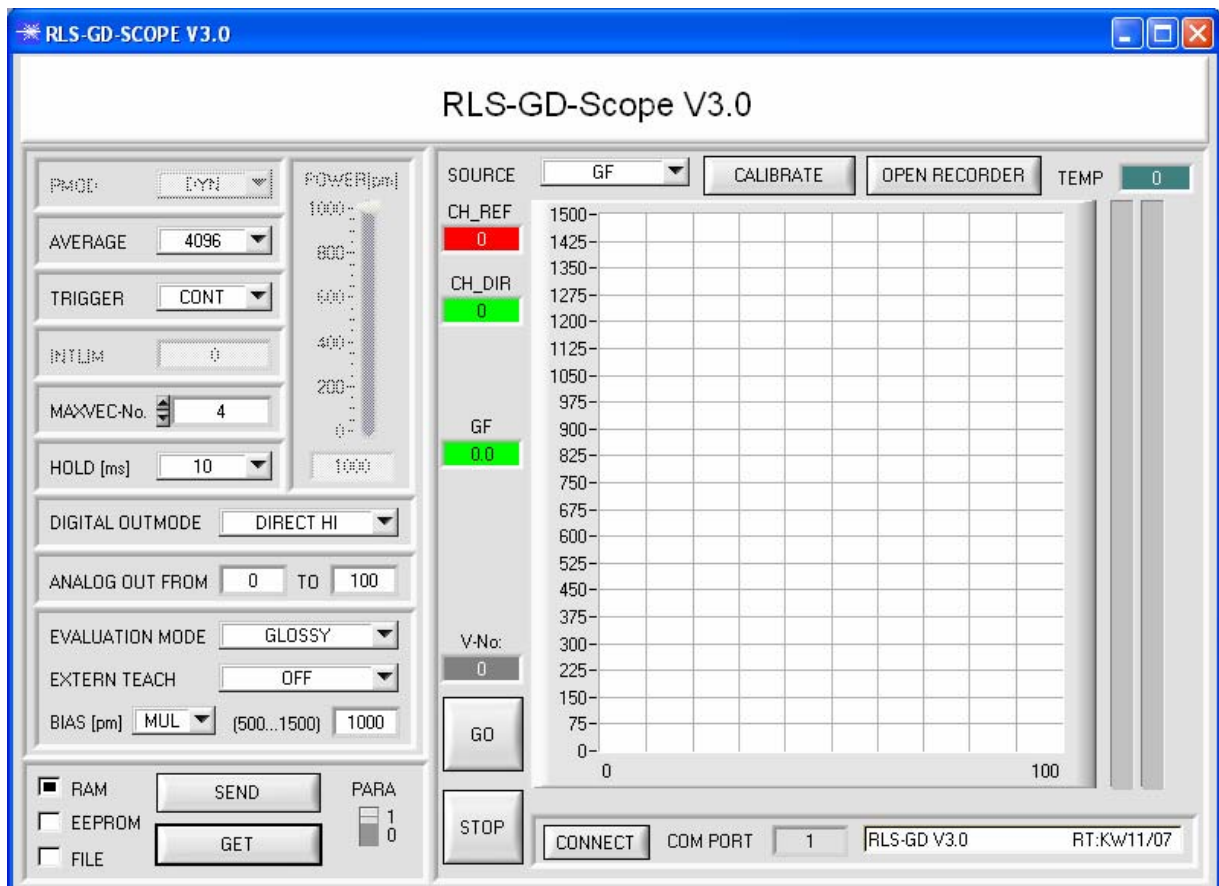 RLS-GD-SCOPE V3.0
RLS-GD-Scope V3.0
PMOD DYN
AVERAGE 4096
TRIGGER CONT
INTLIM 0
MAXVEC-No. 4
HOLD [ms] 10
POWER[pm]
1000
800
600
400
200
0
1000
DIGITAL OUTMODE DIRECT HI
ANALOG OUT FROM 0 TO 100
EVALUATION MODE GLOSSY
EXTERN TEACH OFF
BIAS [pm] MUL (500...1500) 1000
RAM
EEPROM
FILE
SEND
GET
PARA
1
0
SOURCE GF CALIBRATE OPEN RECORDER TEMP 0
CH_REF
0
CH_DIR
0
GF
0.0
V-No:
0
GO
STOP
1500
1425
1350
1275
1200
1125
1050
975
900
825
750
675
600
525
450
375
300
225
150
75
0
0 100
CONNECT COM PORT 1 RLS-GD V3.0 RT:KW11/07